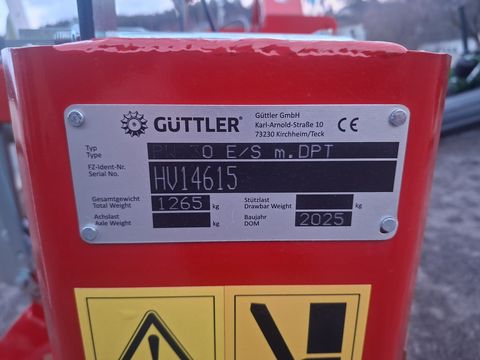 GÜTTLER®
Güttler GmbH
Karl-Arnold-Straße 10
73230 Kirchheim/Teck
CE
Typ
Type
E/S m.DPT
FZ-Ident-Nr.
Serial No.
HV14615
Gesamtgewicht
Total Weight
1265 kg
Stützlast
Drawbar Weight
kg
Achslast
Axle Weight
kg
Baujahr
DOM
2025